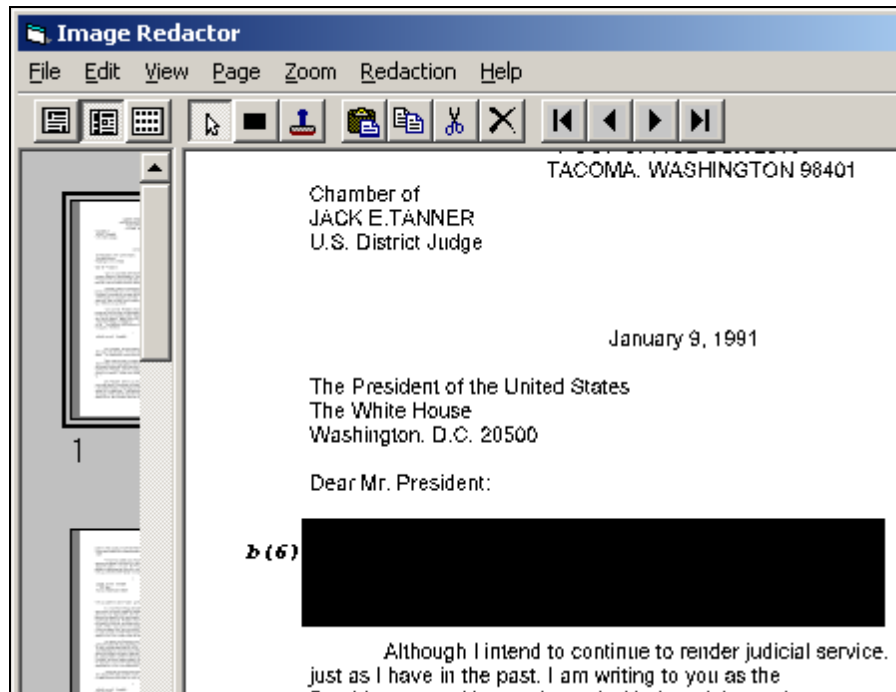 Image Redactor
File Edit View Page Zoom Redaction Help
TACOMA. WASHINGTON 98401
Chamber of
JACK E.TANNER
U.S. District Judge
January 9, 1991
The President of the United States
The White House
Washington. D.C. 20500
Dear Mr. President:
b(6)
Although I intend to continue to render judicial service.
just as I have in the past. I am writing to you as the
1